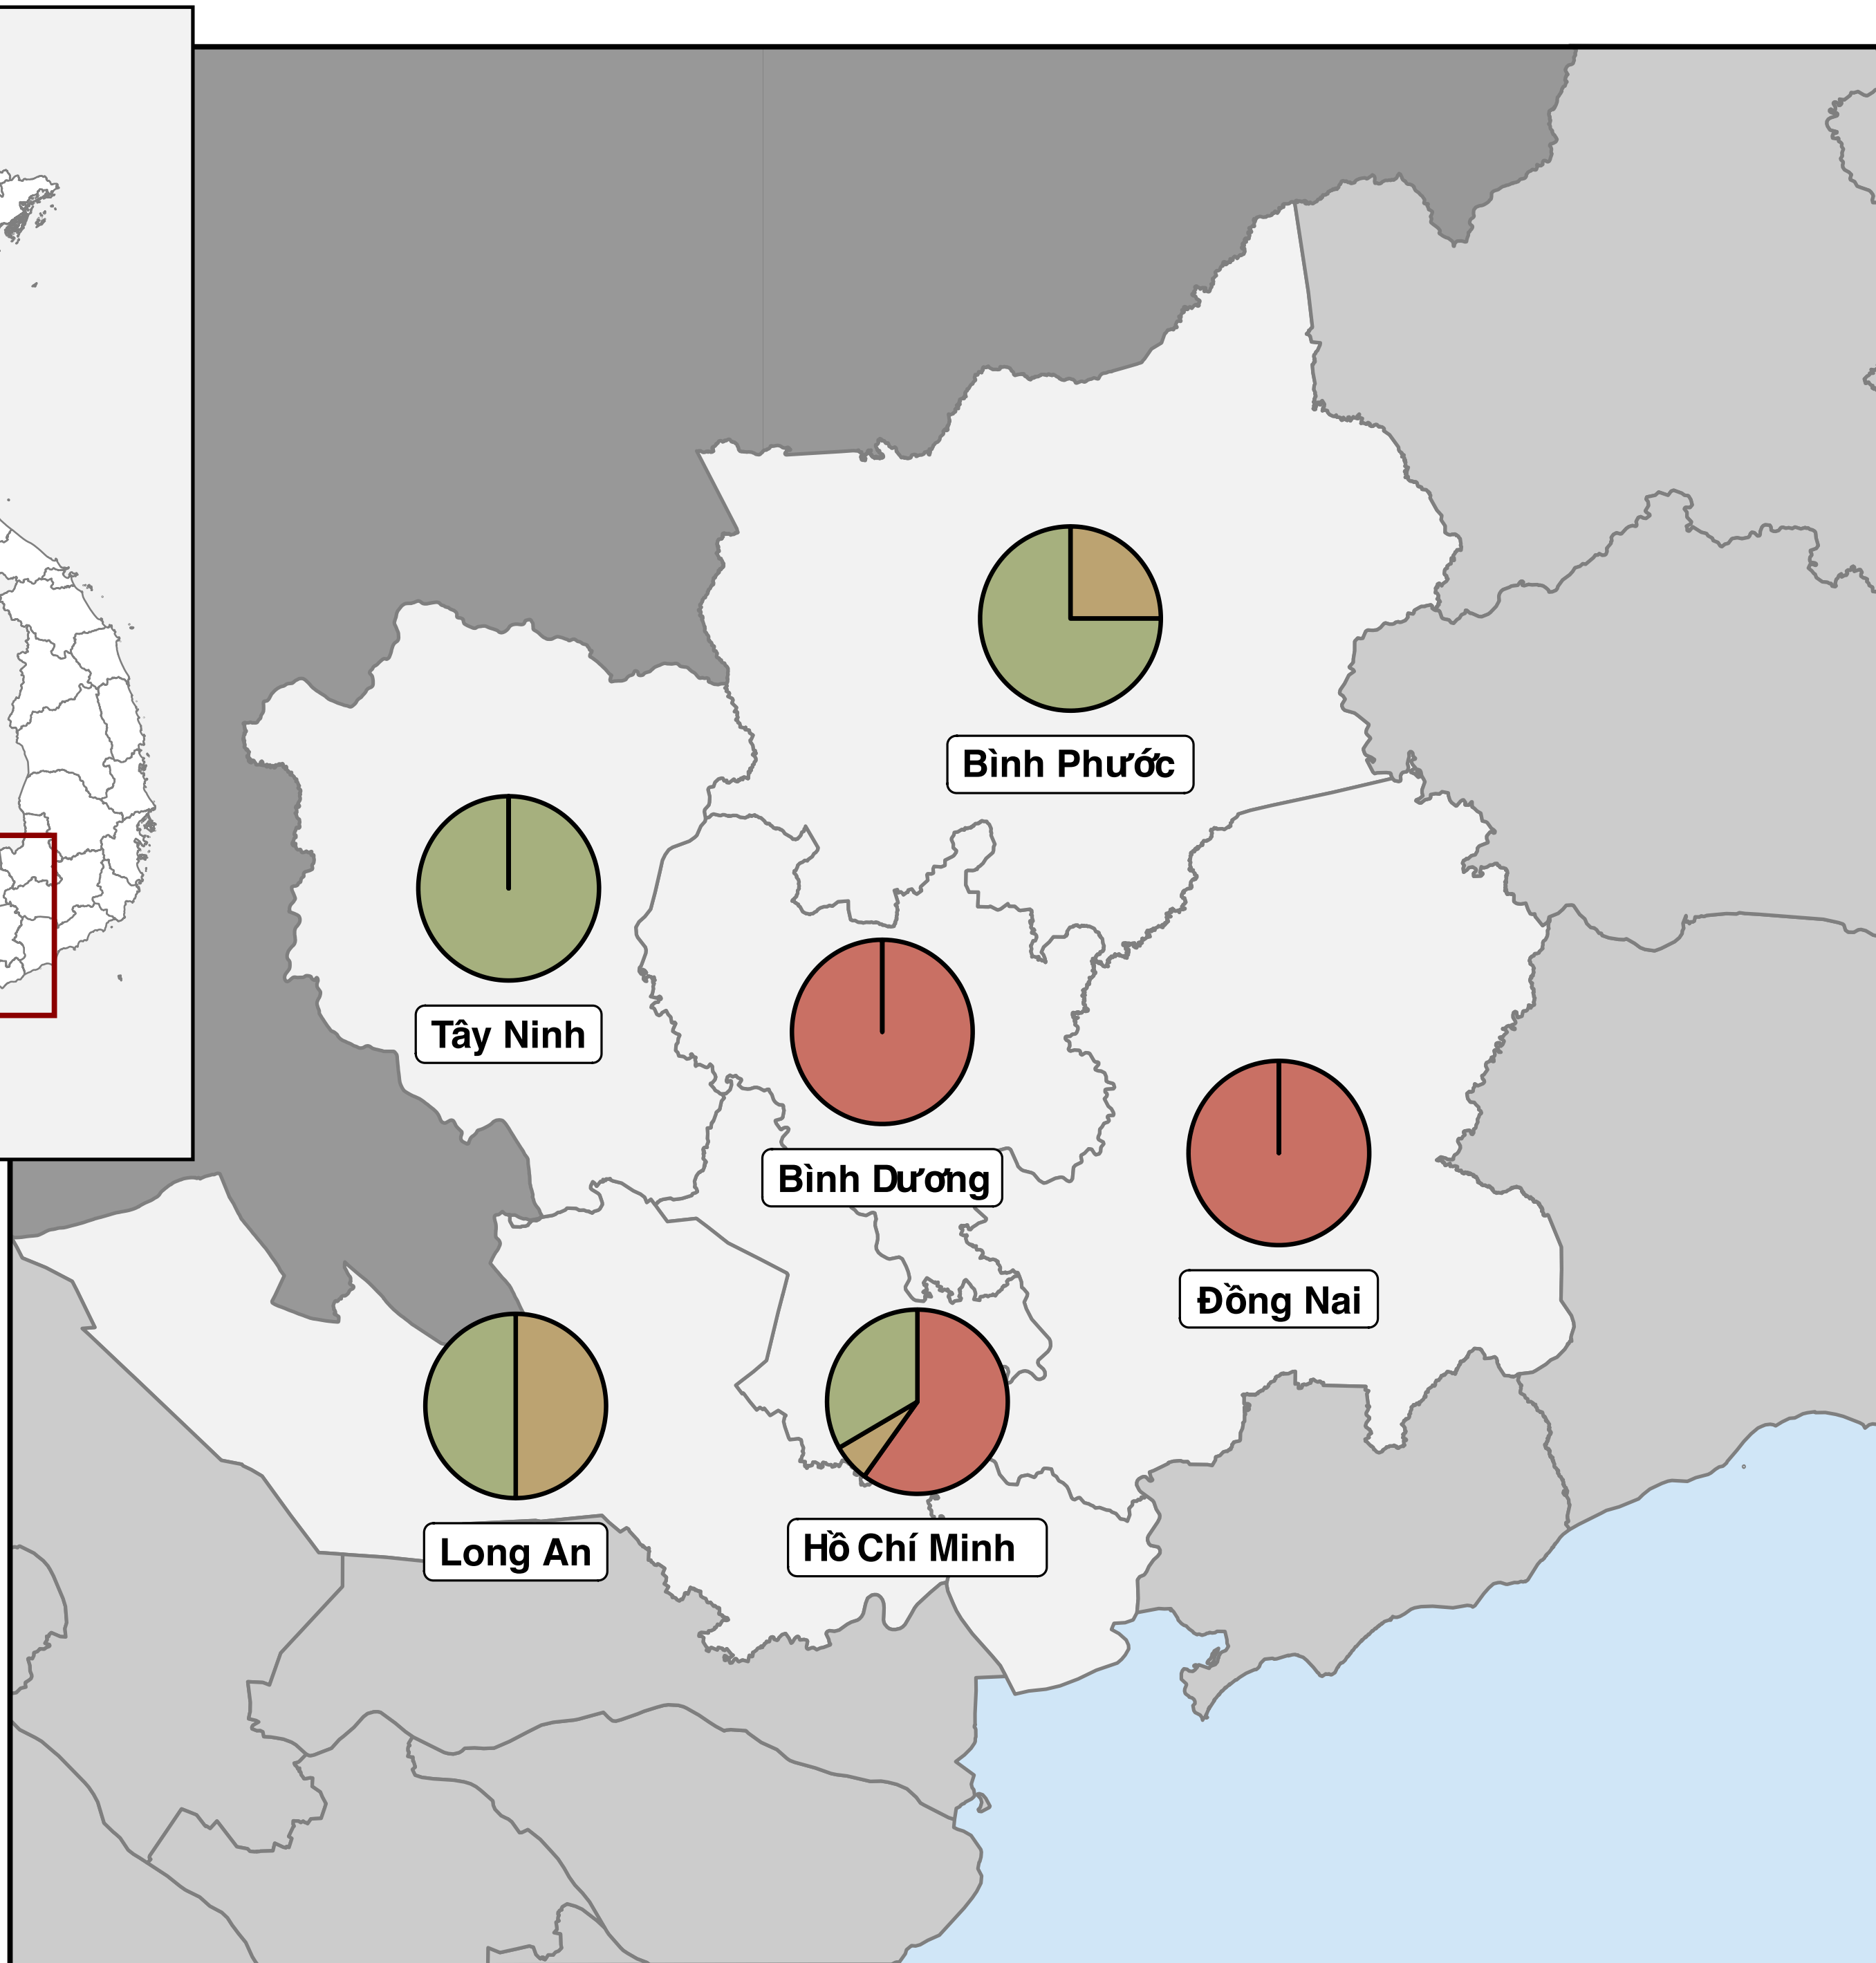 Bình Phước
Tây Ninh
Bình Dương
Đồng Nai
Long An
Hồ Chí Minh